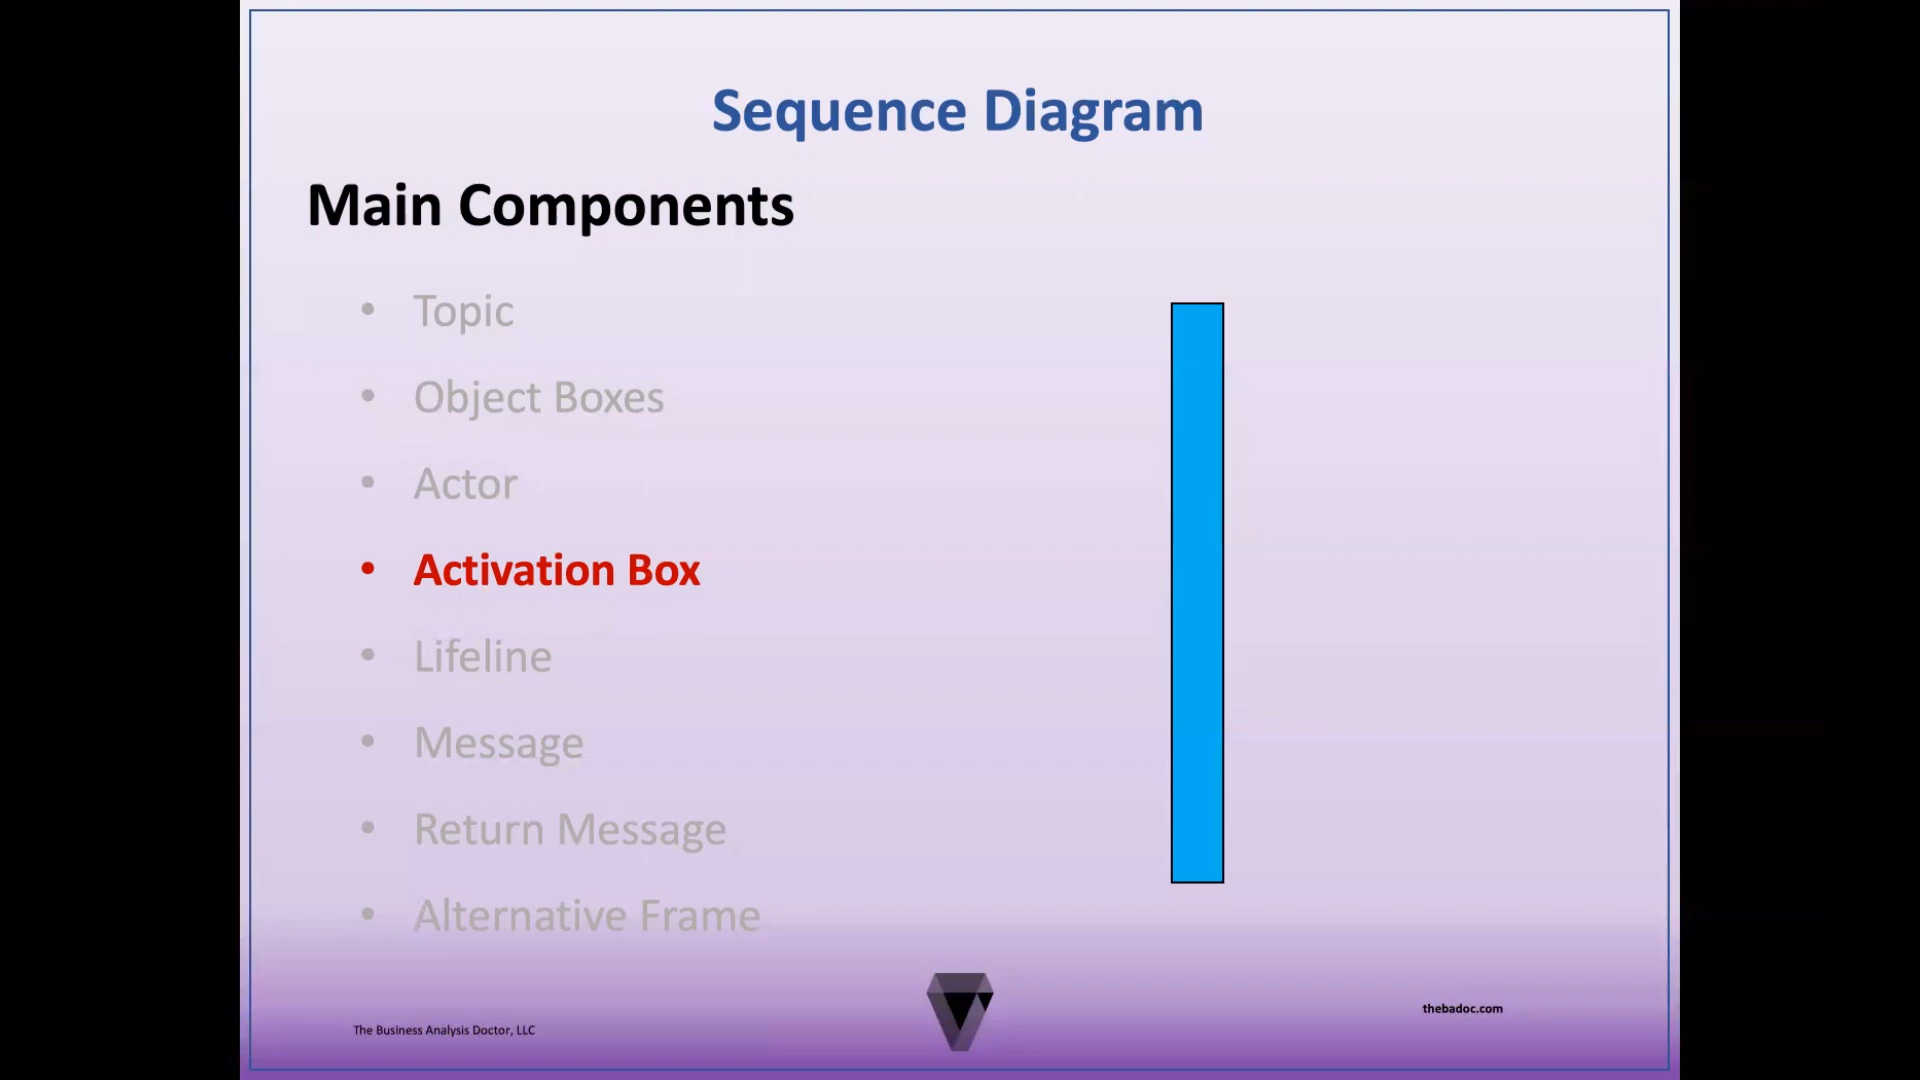 Sequence Diagram
Main Components
• Topic
• Object Boxes
• Actor
• Activation Box
• Lifeline
• Message
• Return Message
• Alternative Frame
thebadoc.com
The Business Analysis Doctor, LLC